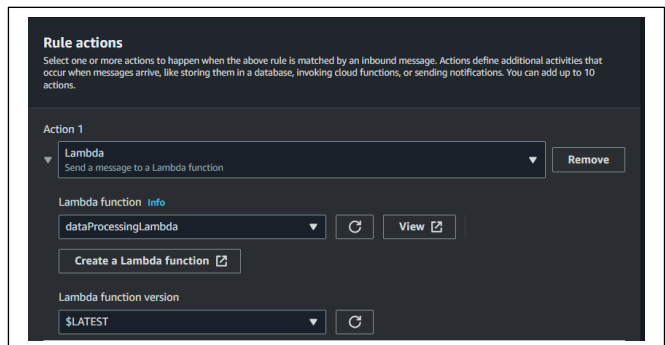 Rule actions
Select one or more actions to happen when the above rule is matched by an inbound message. Actions define additional activities that
occur when messages arrive, like storing them in a database, invoking cloud functions, or sending notifications. You can add up to 10
actions.
Action 1
Lambda
Send a message to a Lambda function
Remove
Lambda function Info
dataProcessingLambda
View
Create a Lambda function
Lambda function version
$LATEST